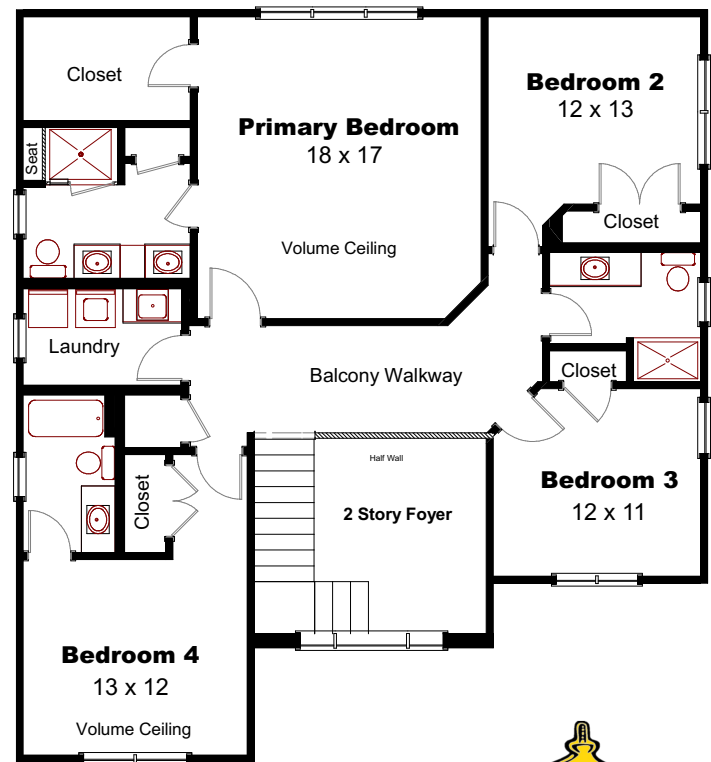 Closet
Primary Bedroom
18 x 17
Volume Ceiling
Bedroom 2
12 x 13
Closet
Seat
Laundry
Balcony Walkway
Closet
Bedroom 3
12 x 11
Half Wall
2 Story Foyer
Closet
Bedroom 4
13 x 12
Volume Ceiling